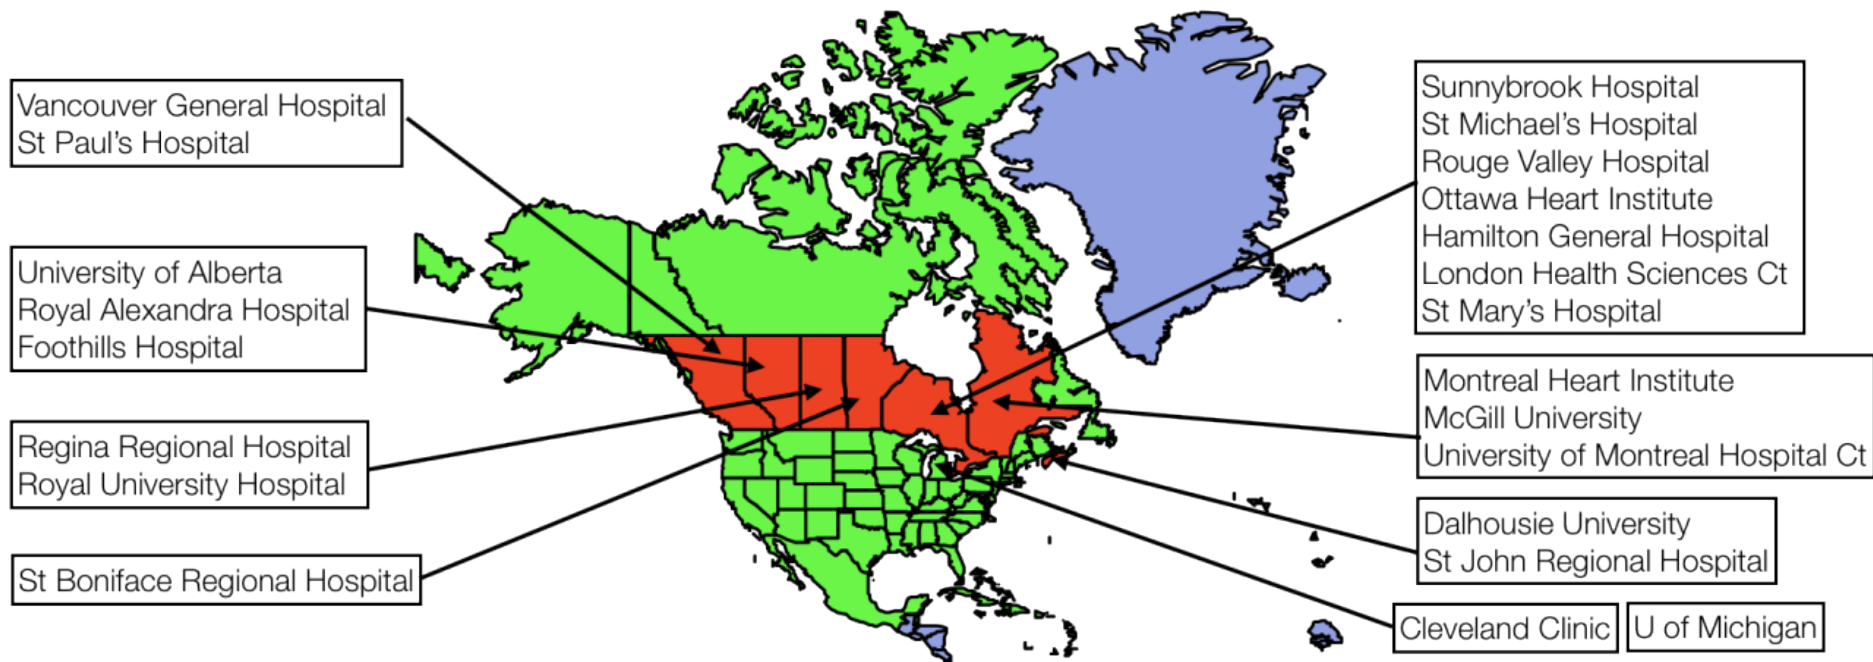 Vancouver General Hospital
St Paul's Hospital
University of Alberta
Royal Alexandra Hospital
Foothills Hospital
Regina Regional Hospital
Royal University Hospital
St Boniface Regional Hospital
Sunnybrook Hospital
St Michael's Hospital
Rouge Valley Hospital
Ottawa Heart Institute
Hamilton General Hospital
London Health Sciences Ct
St Mary's Hospital
Montreal Heart Institute
McGill University
University of Montreal Hospital Ct
Dalhousie University
St John Regional Hospital
Cleveland Clinic
U of Michigan